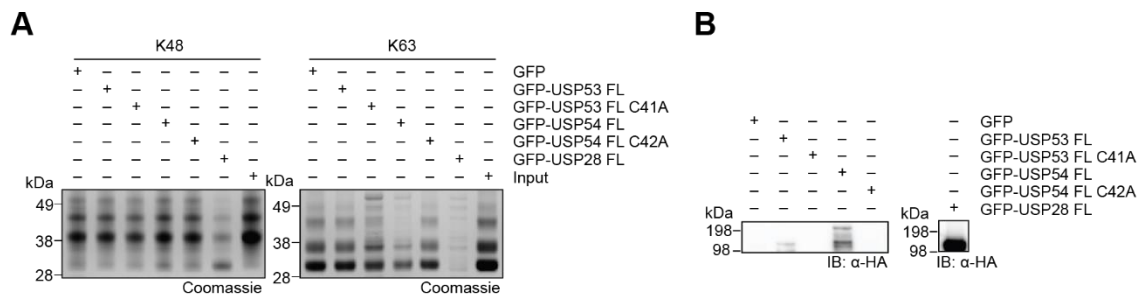 A
K48
K63
+ – – – – – – + – – – – – – GFP
– + – – – – – – + – – – – – GFP-USP53 FL
– – + – – – – – – + – – – – GFP-USP53 FL C41A
– – – + – – – – – – + – – – GFP-USP54 FL
– – – – + – – – – – – + – – GFP-USP54 FL C42A
– – – – – + – – – – – – + – GFP-USP28 FL
– – – – – – + – – – – – – + Input
kDa
49
38
28
Coomassie
kDa
49
38
28
Coomassie
B
+ – – – – – GFP
– + – – – – GFP-USP53 FL
– – + – – – GFP-USP53 FL C41A
– – – + – – GFP-USP54 FL
– – – – + – GFP-USP54 FL C42A
– – – – – + GFP-USP28 FL
kDa
198
98
IB: α-HA
kDa
198
98
IB: α-HA